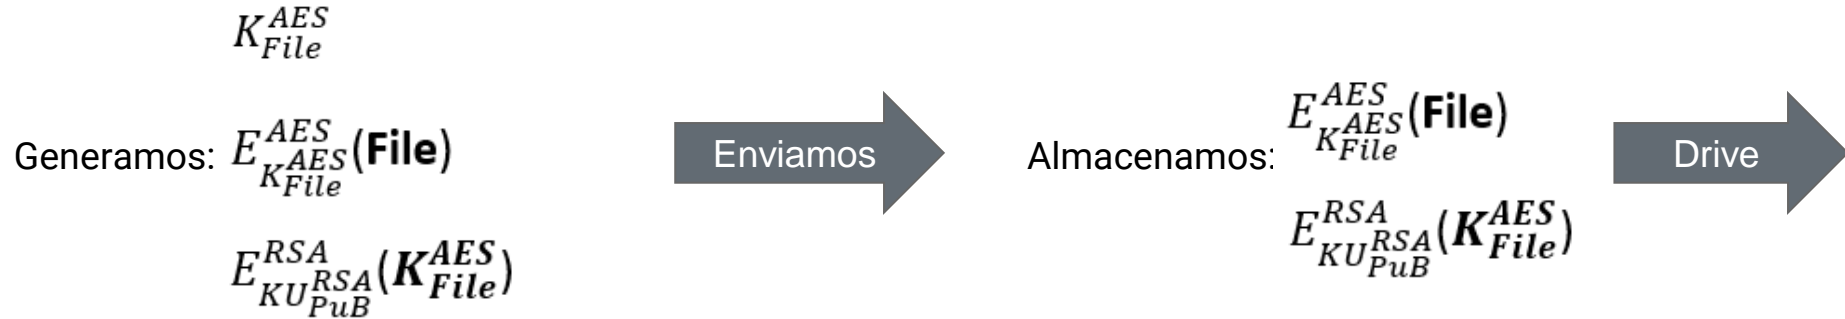 K_{File}^{AES}
Generamos: E_{K_{File}^{AES}}^{AES}(File)
E_{KU_{PuB}^{RSA}}^{RSA}(K_{File}^{AES})
Enviamos
Almacenamos: E_{K_{File}^{AES}}^{AES}(File)
E_{KU_{PuB}^{RSA}}^{RSA}(K_{File}^{AES})
Drive